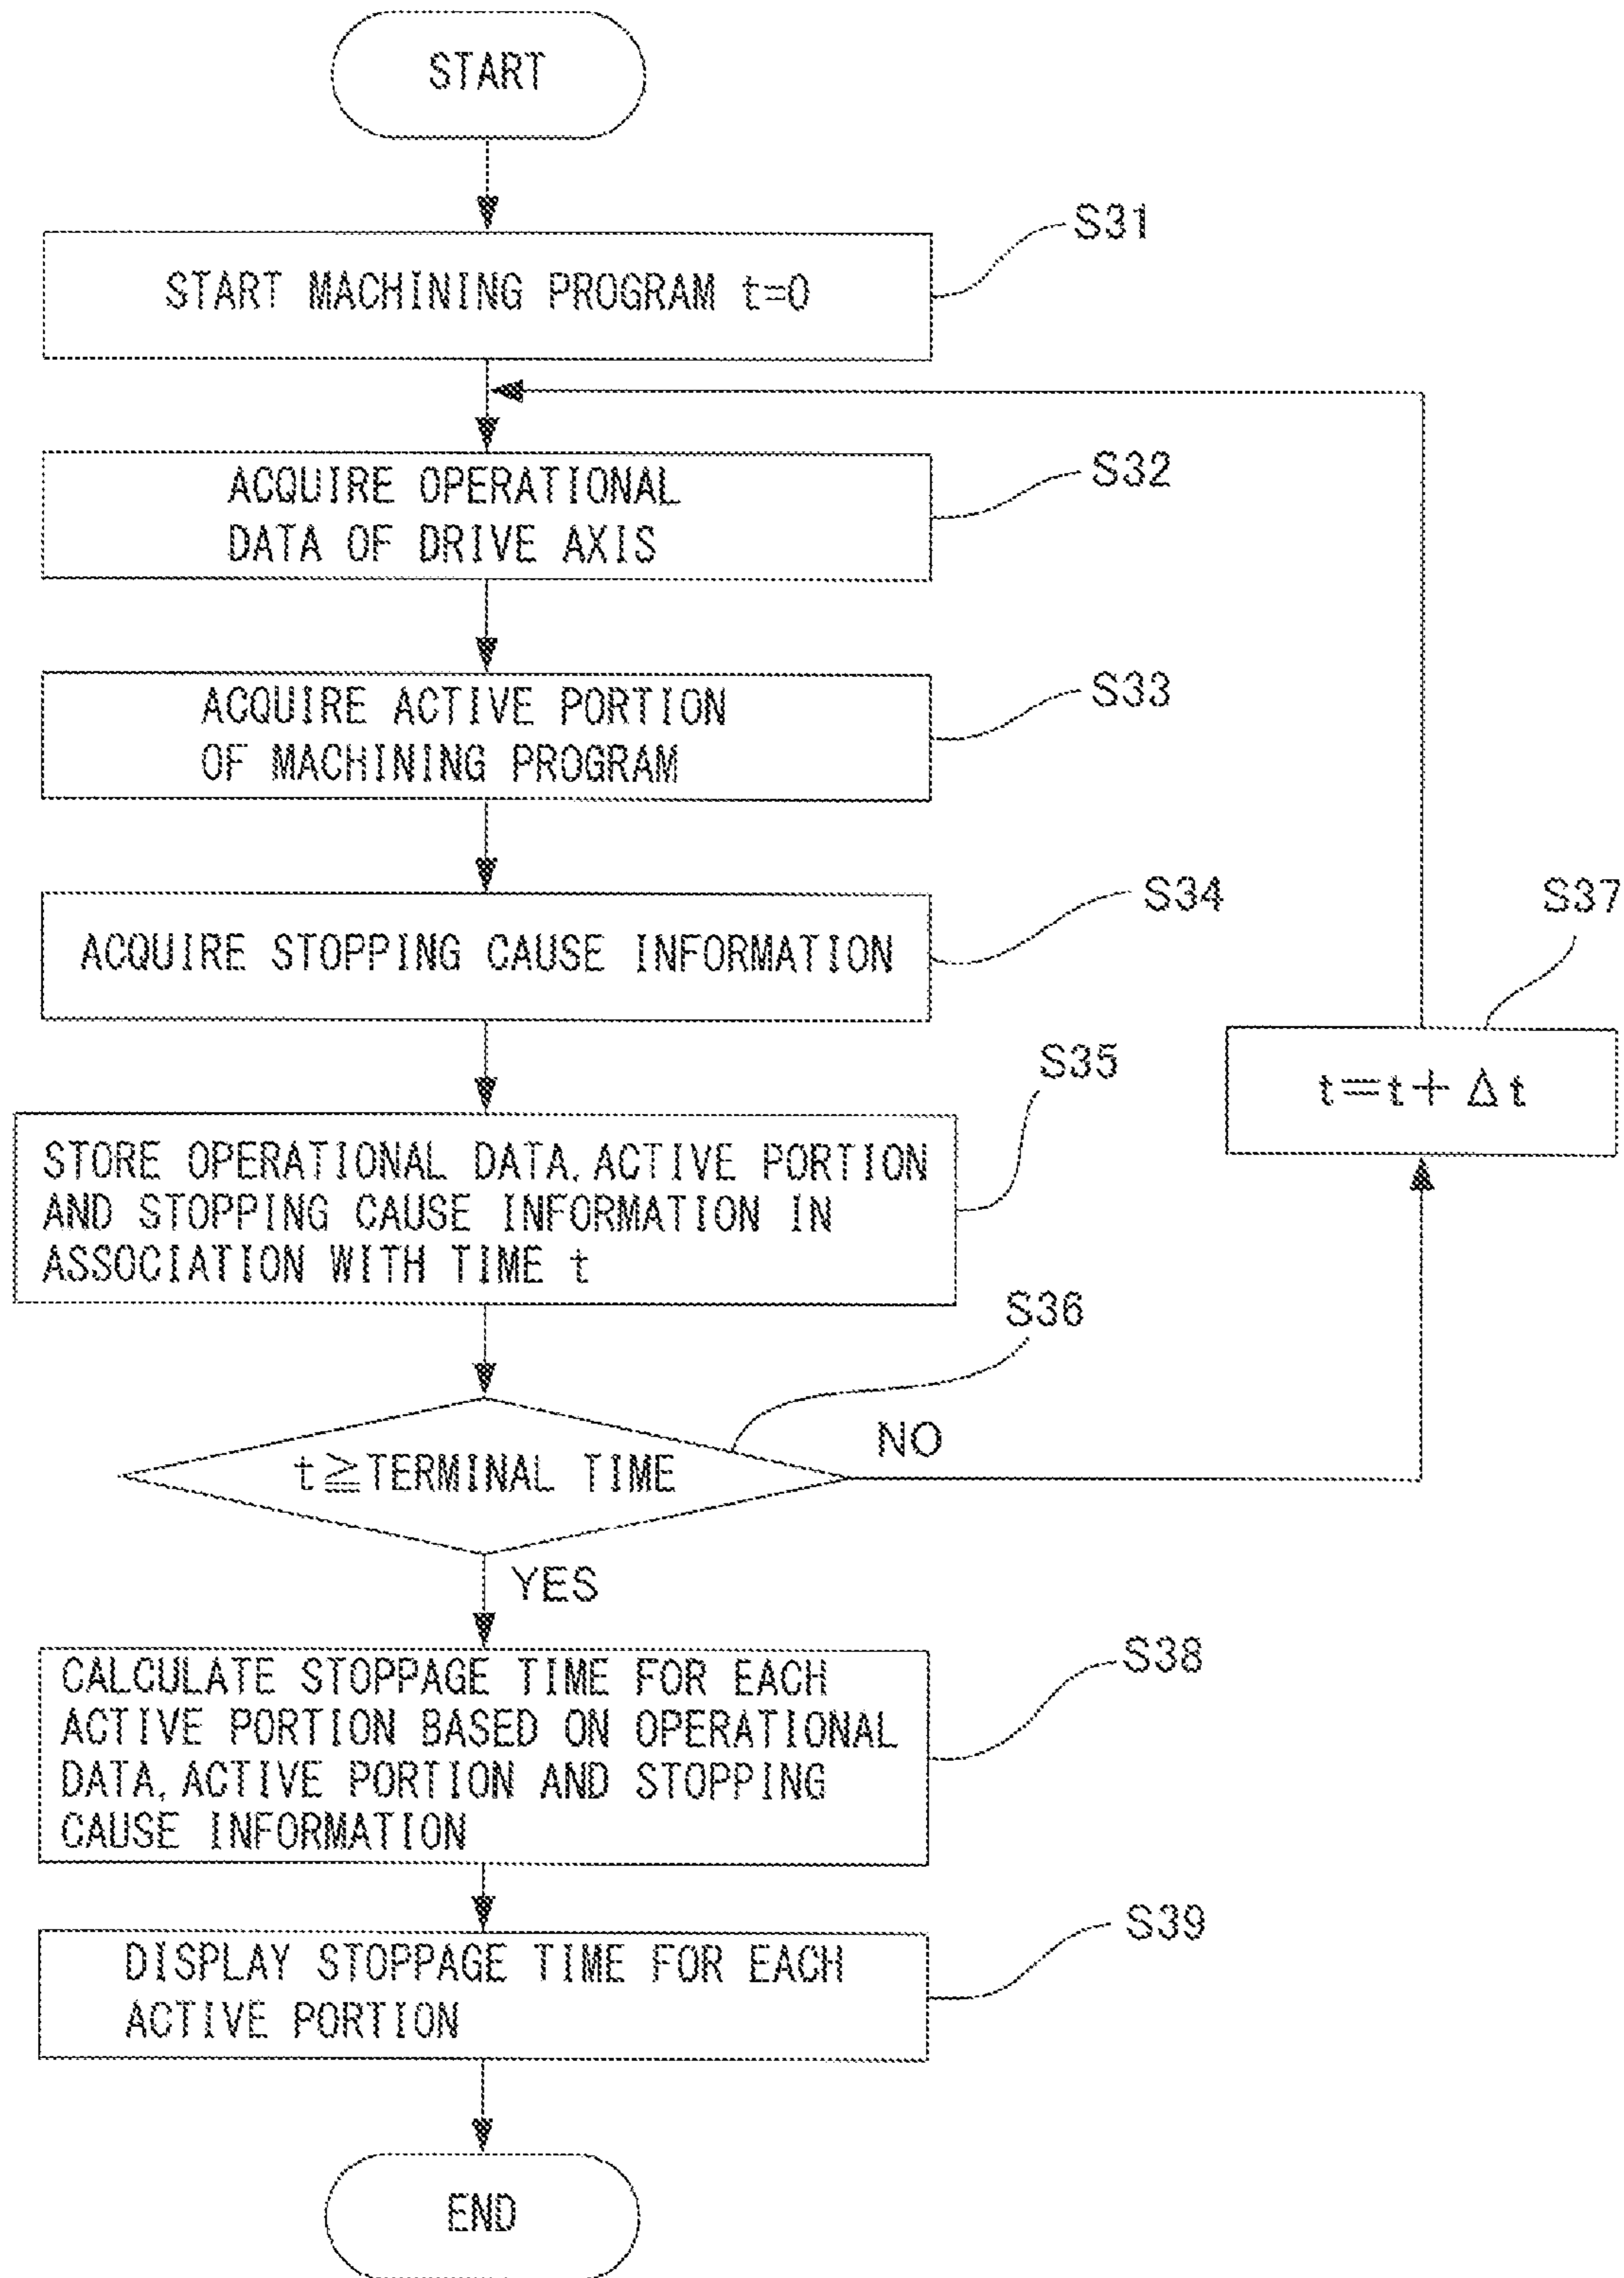 START
START MACHINING PROGRAM t=0
S31
ACQUIRE OPERATIONAL
DATA OF DRIVE AXIS
S32
ACQUIRE ACTIVE PORTION
OF MACHINING PROGRAM
S33
ACQUIRE STOPPING CAUSE INFORMATION
S34
S37
t=t+Δt
STORE OPERATIONAL DATA, ACTIVE PORTION
AND STOPPING CAUSE INFORMATION IN
ASSOCIATION WITH TIME t
S35
t≧TERMINAL TIME
S36
NO
YES
CALCULATE STOPPAGE TIME FOR EACH
ACTIVE PORTION BASED ON OPERATIONAL
DATA, ACTIVE PORTION AND STOPPING
CAUSE INFORMATION
S38
DISPLAY STOPPAGE TIME FOR EACH
ACTIVE PORTION
S39
END